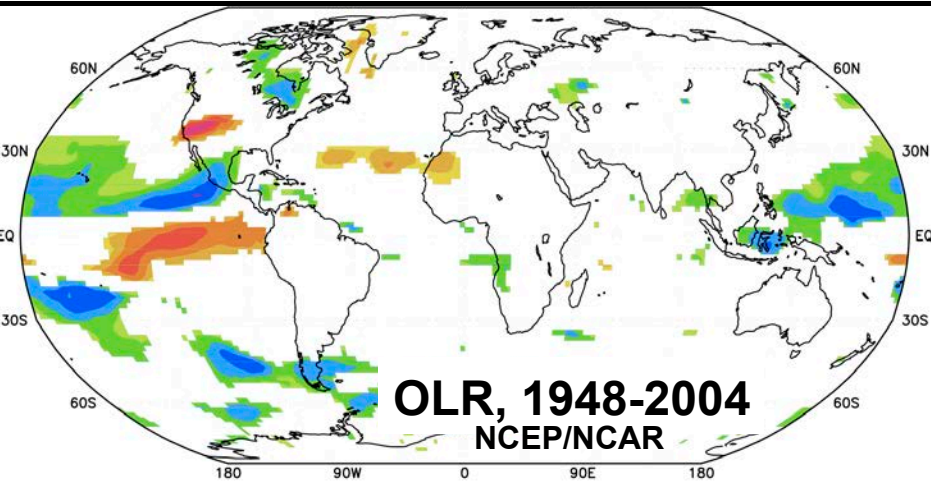 60N 60N
30N 30N
EQ EQ
30S 30S
60S 60S
OLR, 1948-2004
NCEP/NCAR
180 90W 0 90E 180